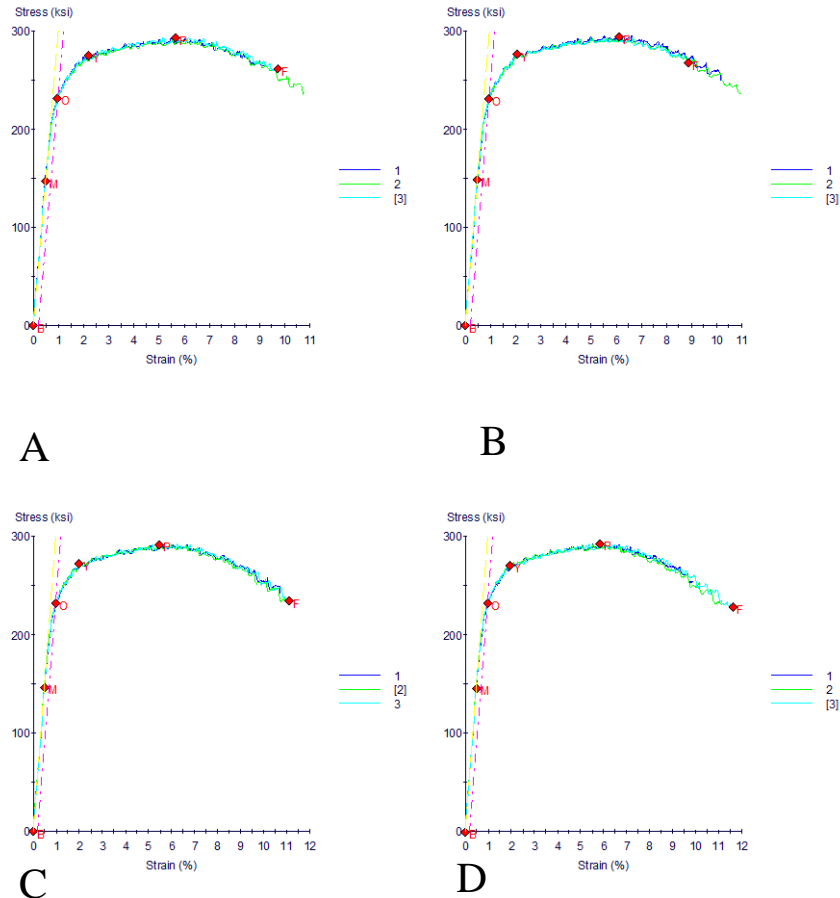 Stress (ksi)
300
200
100
0
P
Y
F
O
M
B
0 1 2 3 4 5 6 7 8 9 10 11
Strain (%)
1
2
[3]
A
Stress (ksi)
300
200
100
0
P
Y
F
O
M
B
0 1 2 3 4 5 6 7 8 9 10 11
Strain (%)
1
2
[3]
B
Stress (ksi)
300
200
100
0
P
Y
F
O
M
B
0 1 2 3 4 5 6 7 8 9 10 11 12
Strain (%)
1
[2]
3
C
Stress (ksi)
300
200
100
0
P
Y
F
O
M
B
0 1 2 3 4 5 6 7 8 9 10 11 12
Strain (%)
1
2
[3]
D